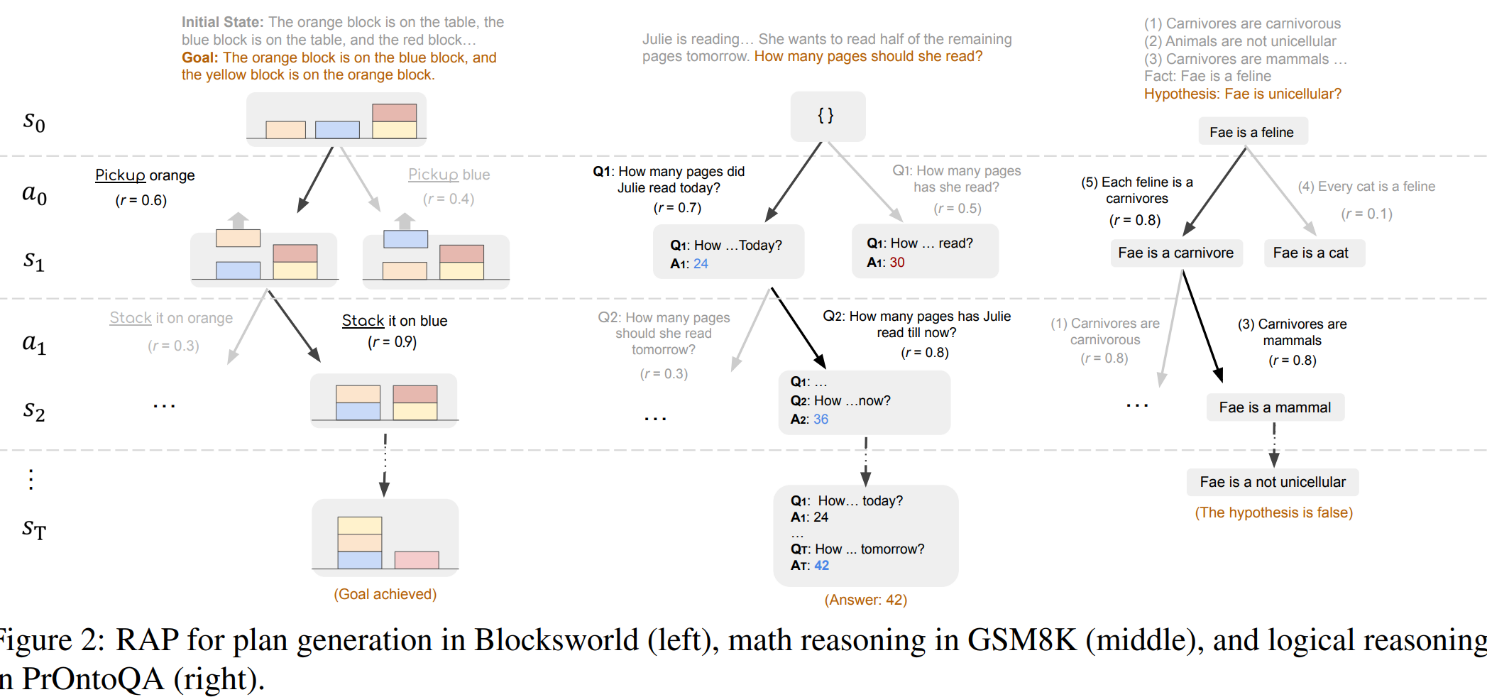 Initial State: The orange block is on the table, the
blue block is on the table, and the red block…
Goal: The orange block is on the blue block, and
the yellow block is on the orange block.
Julie is reading… She wants to read half of the remaining
pages tomorrow. How many pages should she read?
(1) Carnivores are carnivorous
(2) Animals are not unicellular
(3) Carnivores are mammals …
Fact: Fae is a feline
Hypothesis: Fae is unicellular?
s0
{ }
Fae is a feline
a0
Pickup orange
(r = 0.6)
Pickup blue
(r = 0.4)
Q1: How many pages did
Julie read today?
(r = 0.7)
Q1: How many pages
has she read?
(r = 0.5)
(5) Each feline is a
carnivores
(r = 0.8)
(4) Every cat is a feline
(r = 0.1)
s1
Q1: How …Today?
A1: 24
Q1: How … read?
A1: 30
Fae is a carnivore
Fae is a cat
a1
Stack it on orange
(r = 0.3)
Stack it on blue
(r = 0.9)
Q2: How many pages
should she read
tomorrow?
(r = 0.3)
Q2: How many pages has Julie
read till now?
(r = 0.8)
(1) Carnivores are
carnivorous
(r = 0.8)
(3) Carnivores are
mammals
(r = 0.8)
s2
…
…
Q1: …
Q2: How …now?
A2: 36
…
Fae is a mammal
⋮
sT
(Goal achieved)
Q1: How… today?
A1: 24
…
QT: How ... tomorrow?
AT: 42
(Answer: 42)
Fae is a not unicellular
(The hypothesis is false)
Figure 2: RAP for plan generation in Blocksworld (left), math reasoning in GSM8K (middle), and logical reasoning
in PrOntoQA (right).